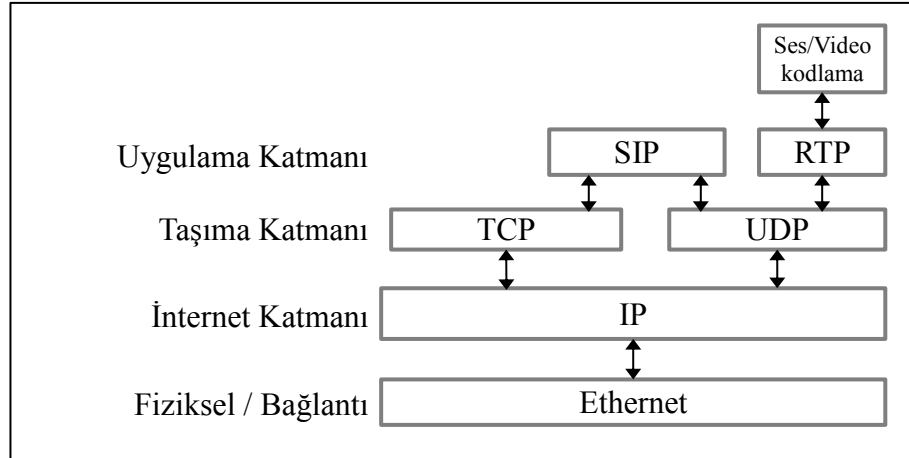 Ses/Video
kodlama
Uygulama Katmanı
SIP
RTP
Taşıma Katmanı
TCP
UDP
İnternet Katmanı
IP
Fiziksel / Bağlantı
Ethernet